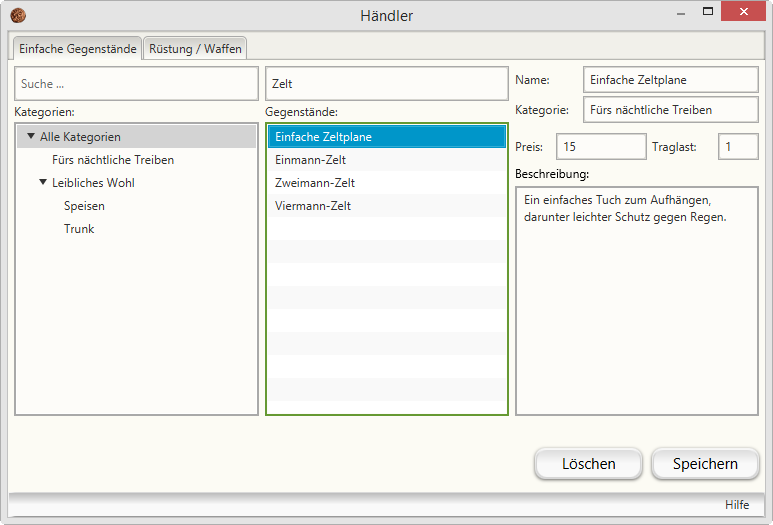 Händler
Einfache Gegenstände
Rüstung / Waffen
Suche ...
Zelt
Name:
Einfache Zeltplane
Kategorien:
Gegenstände:
Kategorie:
Fürs nächtliche Treiben
Alle Kategorien
Fürs nächtliche Treiben
Leibliches Wohl
Speisen
Trunk
Einfache Zeltplane
Einmann-Zelt
Zweimann-Zelt
Viermann-Zelt
Preis:
15
Traglast:
1
Beschreibung:
Ein einfaches Tuch zum Aufhängen,
darunter leichter Schutz gegen Regen.
Löschen
Speichern
Hilfe